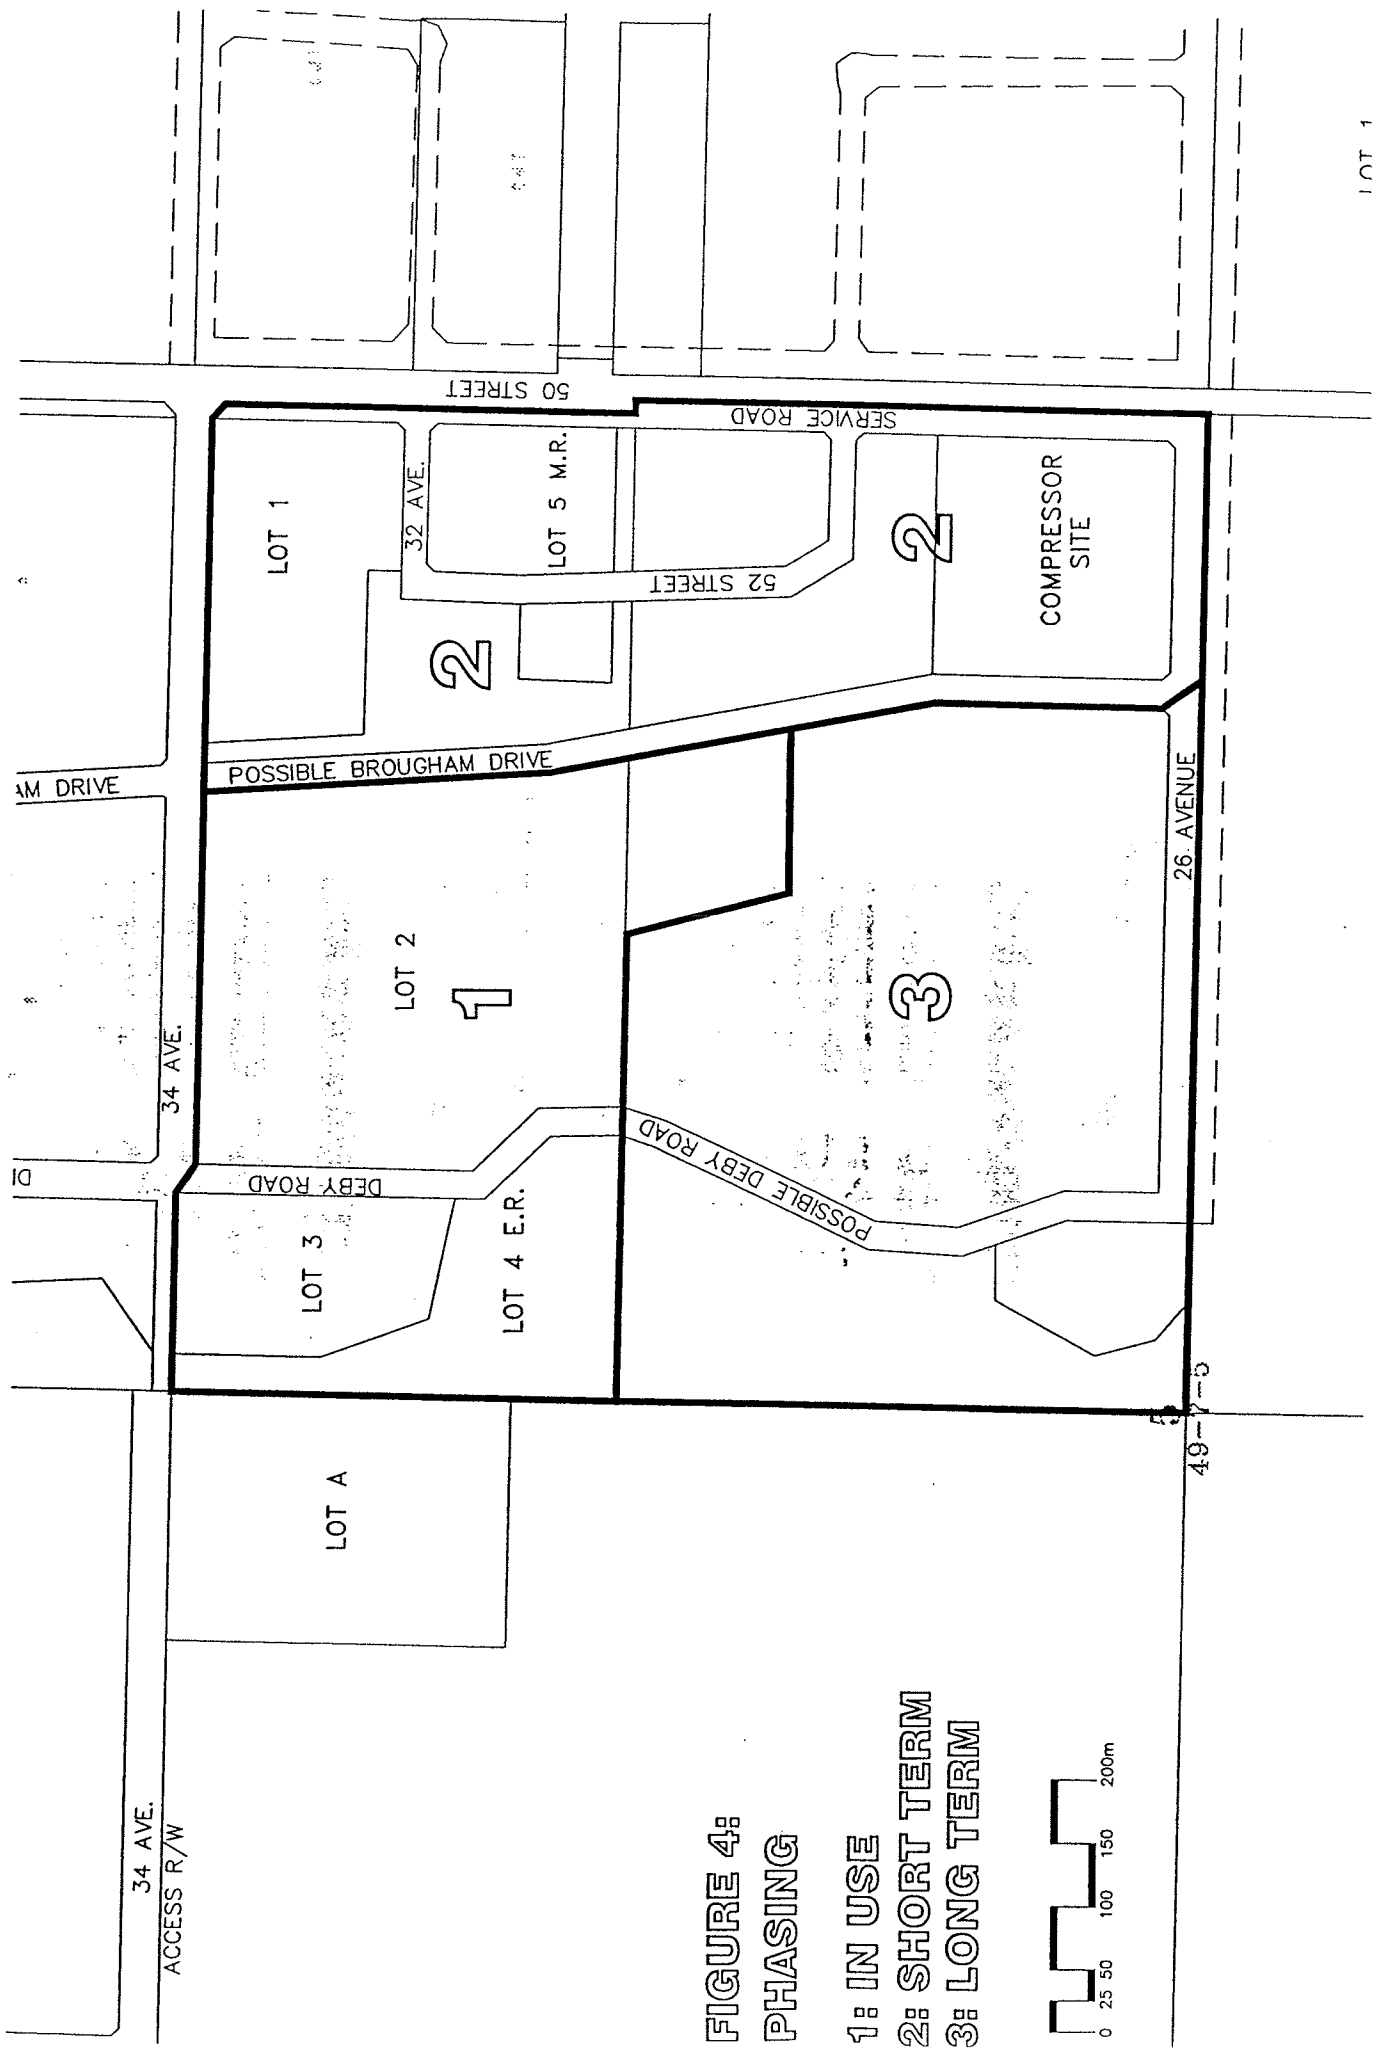 34 AVE.
ACCESS R/W
LOT A
34 AVE.
AM DRIVE
LOT 3
DEBY ROAD
LOT 4 E.R.
LOT 2
1
POSSIBLE BROUGHAM DRIVE
LOT 1
32 AVE.
50 STREET
LOT 5 M.R.
2
52 STREET
SERVICE ROAD
2
COMPRESSOR
SITE
POSSIBLE DEBY ROAD
3
26 AVENUE
LOT 1
FIGURE 4:
PHASING
1: IN USE
2: SHORT TERM
3: LONG TERM
0 25 50 100 150 200m